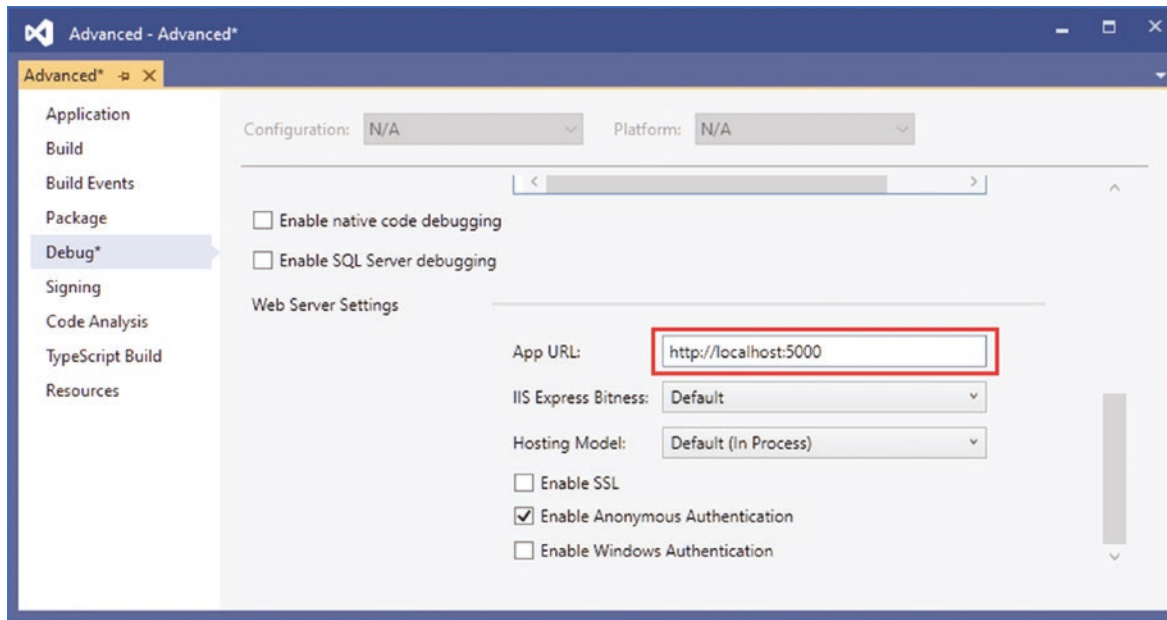 Advanced - Advanced*
Advanced*
Application
Build
Build Events
Package
Debug*
Signing
Code Analysis
TypeScript Build
Resources
Configuration: N/A Platform: N/A
Enable native code debugging
Enable SQL Server debugging
Web Server Settings
App URL: http://localhost:5000
IIS Express Bitness: Default
Hosting Model: Default (In Process)
Enable SSL
Enable Anonymous Authentication
Enable Windows Authentication